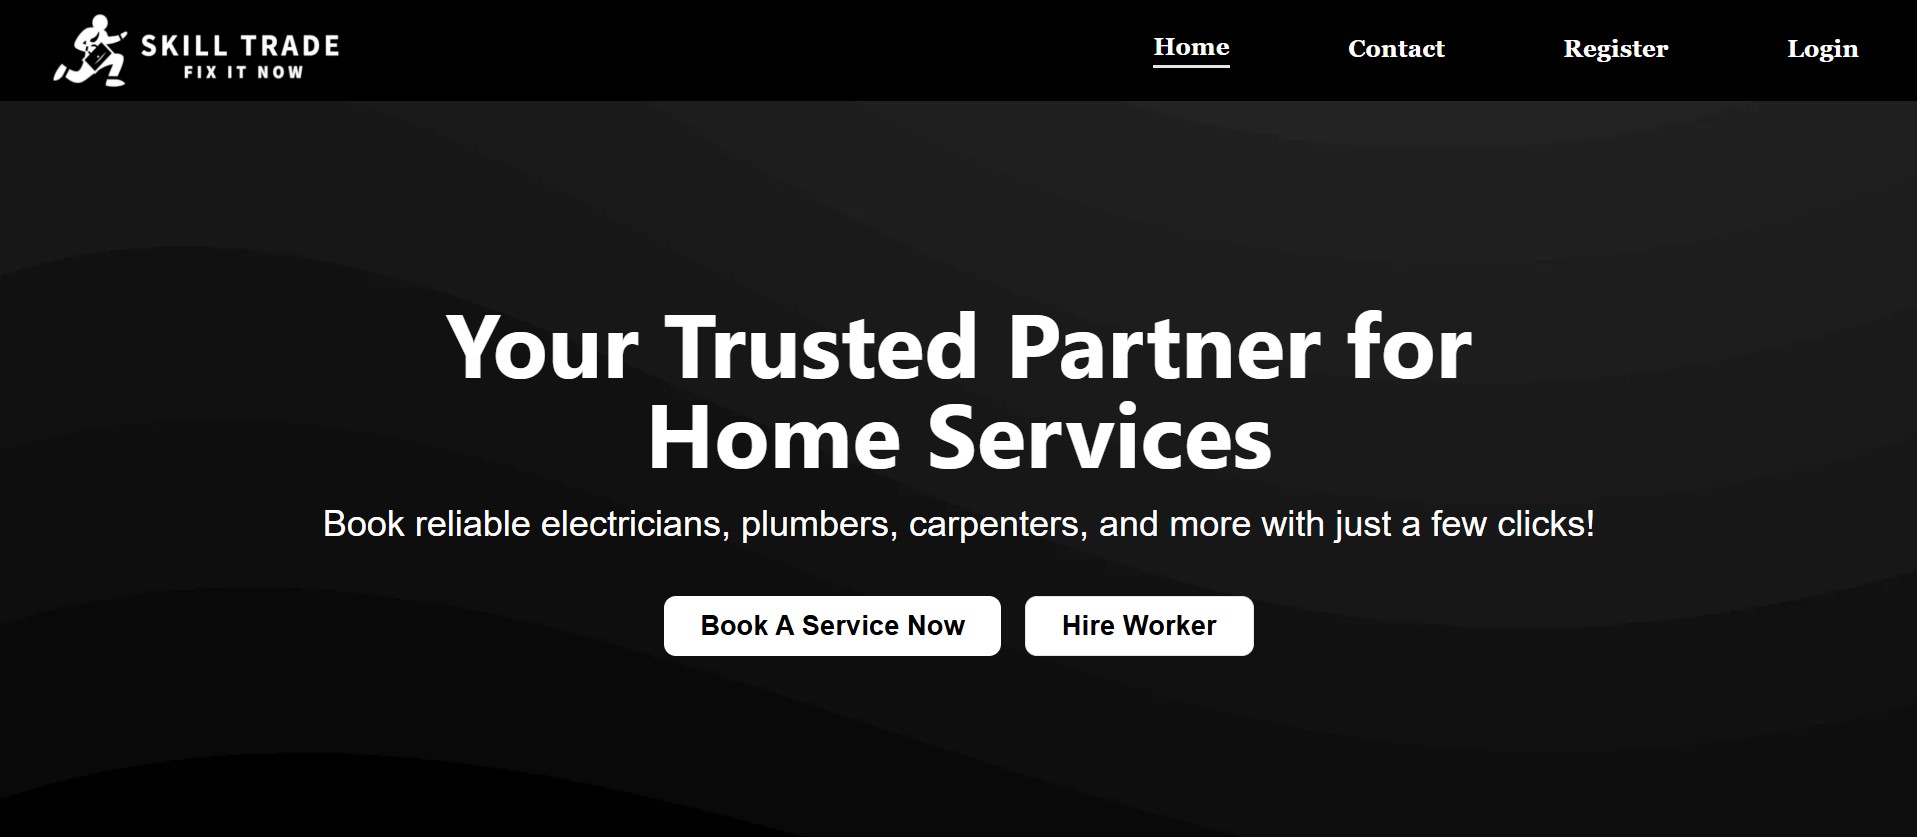 SKILL TRADE
FIX IT NOW
Home
Contact
Register
Login
Your Trusted Partner for
Home Services
Book reliable electricians, plumbers, carpenters, and more with just a few clicks!
Book A Service Now
Hire Worker